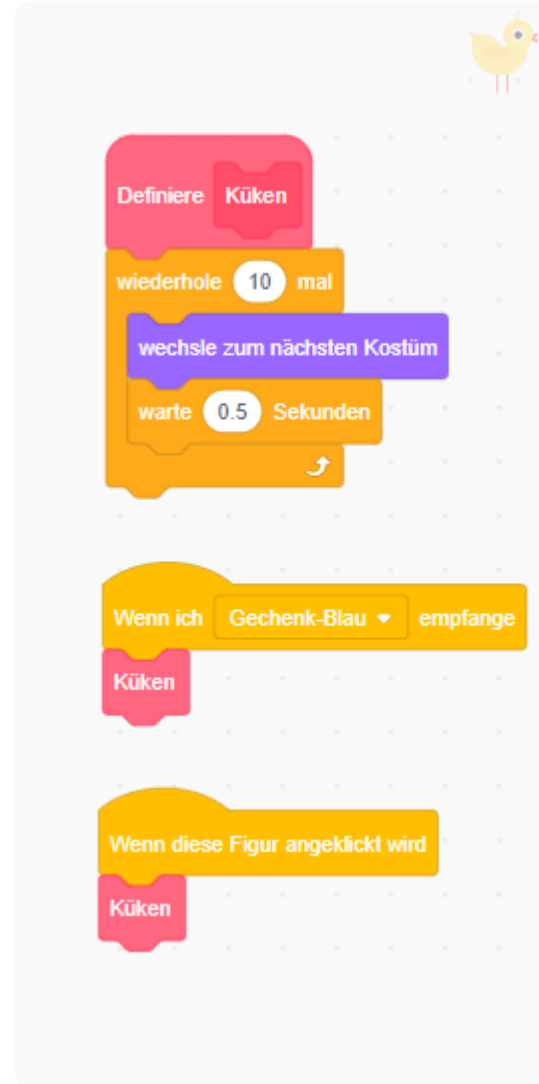 Definiere Küken
wiederhole 10 mal
wechsle zum nächsten Kostüm
warte 0.5 Sekunden
Wenn ich Gechenk-Blau empfange
Küken
Wenn diese Figur angeklickt wird
Küken